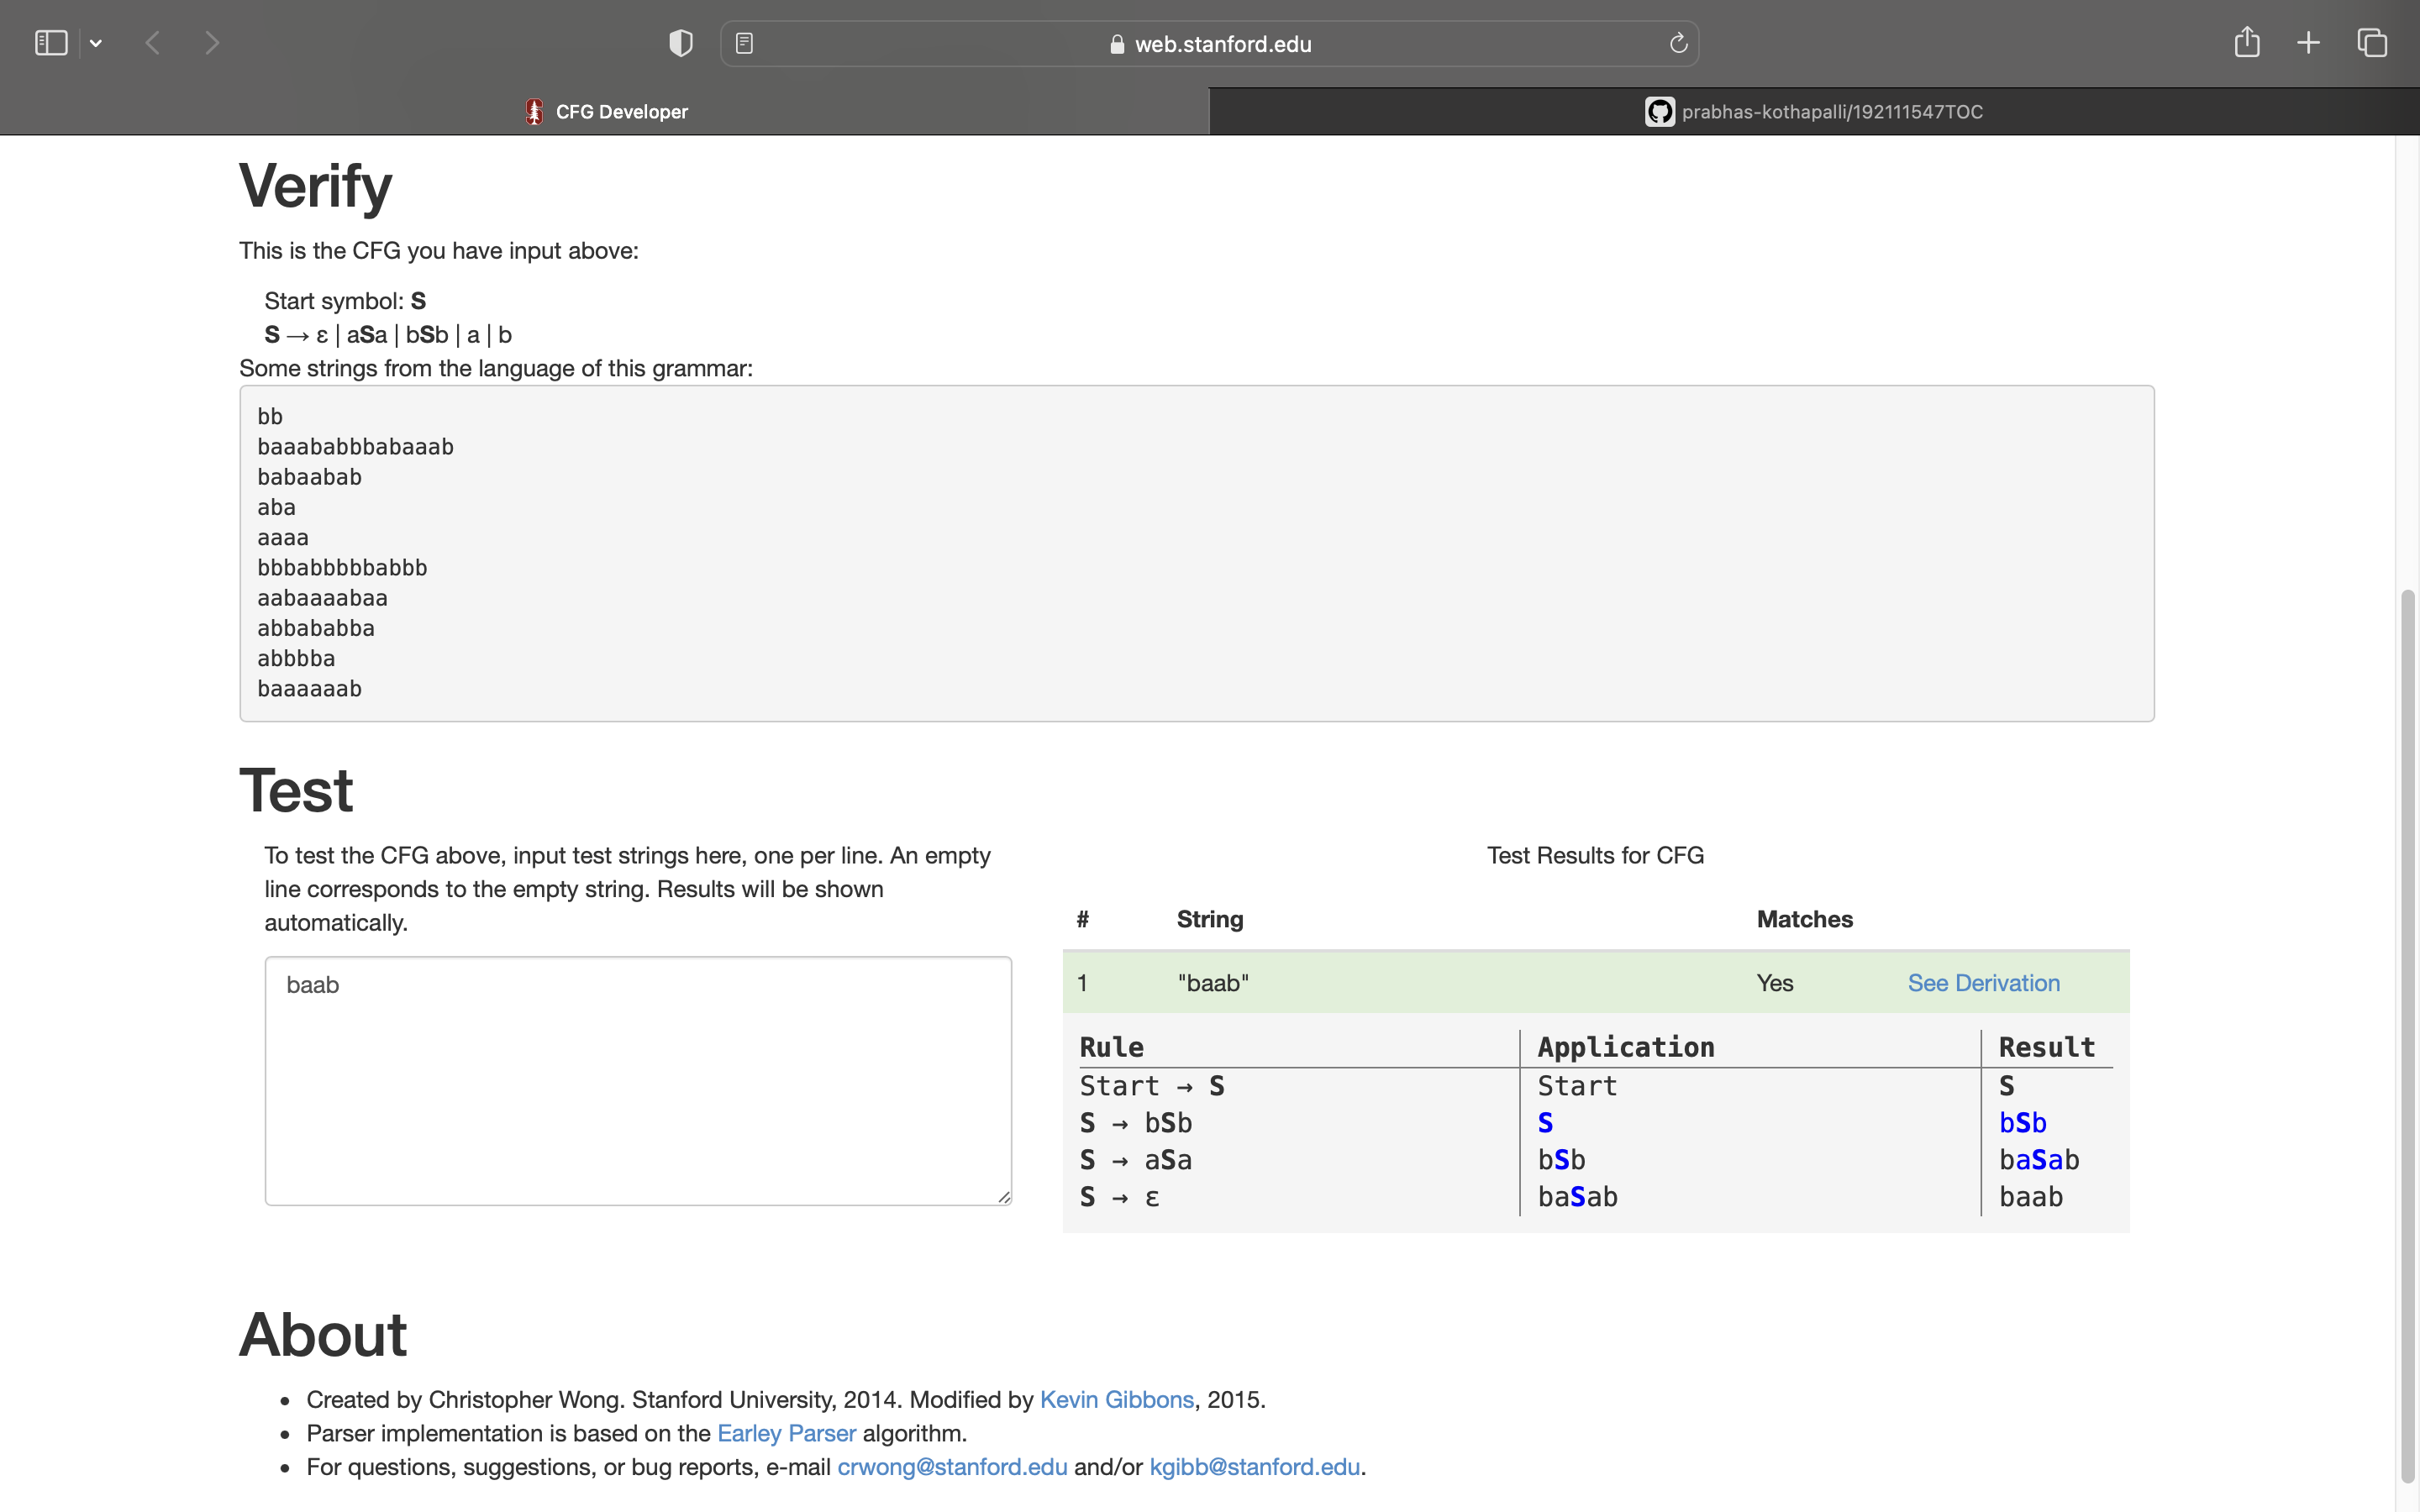 web.stanford.edu
CFG Developer
prabhas-kothapalli/192111547TOC
Verify
This is the CFG you have input above:
Start symbol: S
S → ε | aSa | bSb | a | b
Some strings from the language of this grammar:
bb
baaababbbabaaab
babaabab
aba
aaaa
bbbabbbbbabbb
aabaaaabaa
abbababba
abbbba
baaaaaab
Test
To test the CFG above, input test strings here, one per line. An empty
line corresponds to the empty string. Results will be shown
automatically.
baab
Test Results for CFG
# String Matches
1 "baab" Yes See Derivation
Rule Application Result
Start → S Start S
S → bSb S bSb
S → aSa bSb baSab
S → ε baSab baab
About
• Created by Christopher Wong. Stanford University, 2014. Modified by Kevin Gibbons, 2015.
• Parser implementation is based on the Earley Parser algorithm.
• For questions, suggestions, or bug reports, e-mail crwong@stanford.edu and/or kgibb@stanford.edu.